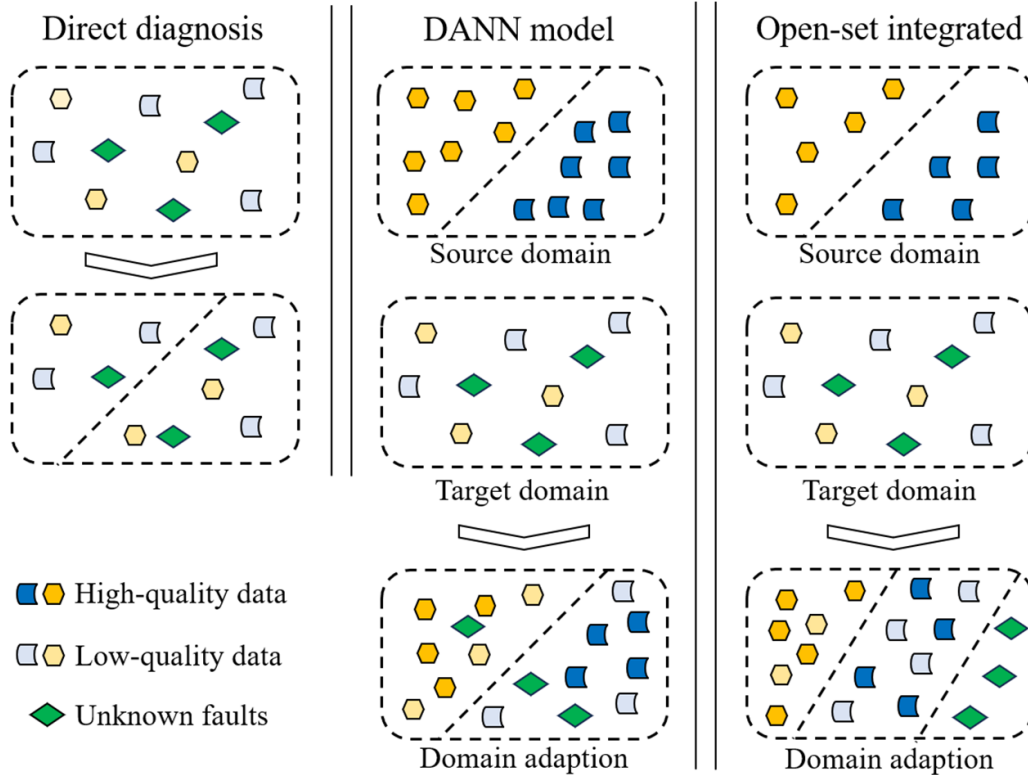 Direct diagnosis
DANN model
Open-set integrated
Source domain
Source domain
Target domain
Target domain
High-quality data
Low-quality data
Unknown faults
Domain adaption
Domain adaption